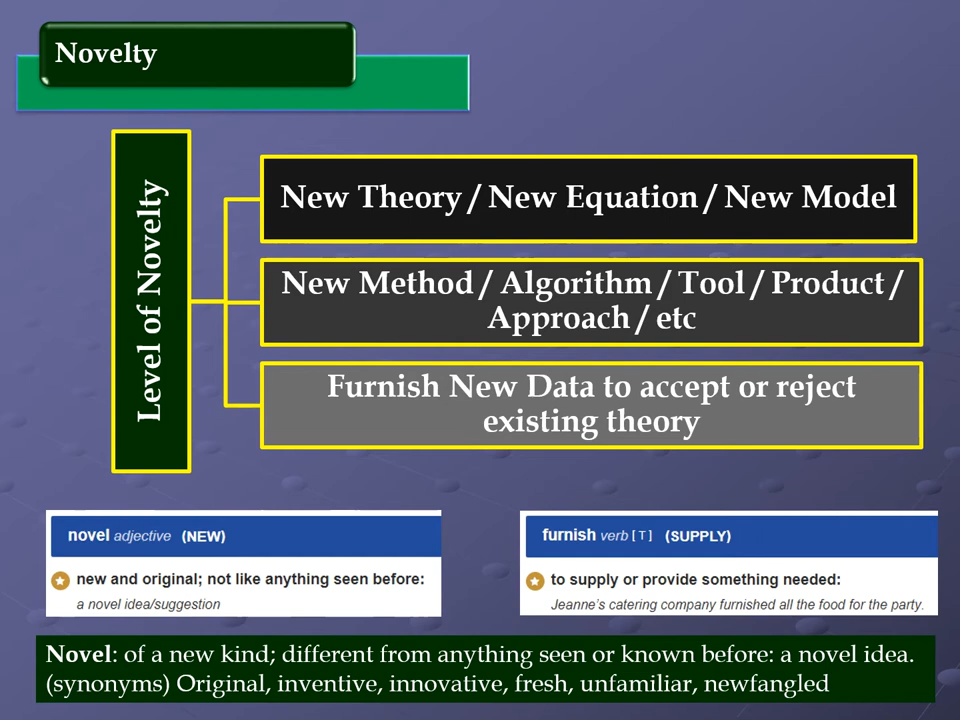 Novelty
Level of Novelty
New Theory / New Equation / New Model
New Method / Algorithm / Tool / Product /
Approach / etc
Furnish New Data to accept or reject
existing theory
novel adjective (NEW)
new and original; not like anything seen before:
a novel idea/suggestion
furnish verb [ T ] (SUPPLY)
to supply or provide something needed:
Jeanne's catering company furnished all the food for the party.
Novel: of a new kind; different from anything seen or known before: a novel idea.
(synonyms) Original, inventive, innovative, fresh, unfamiliar, newfangled